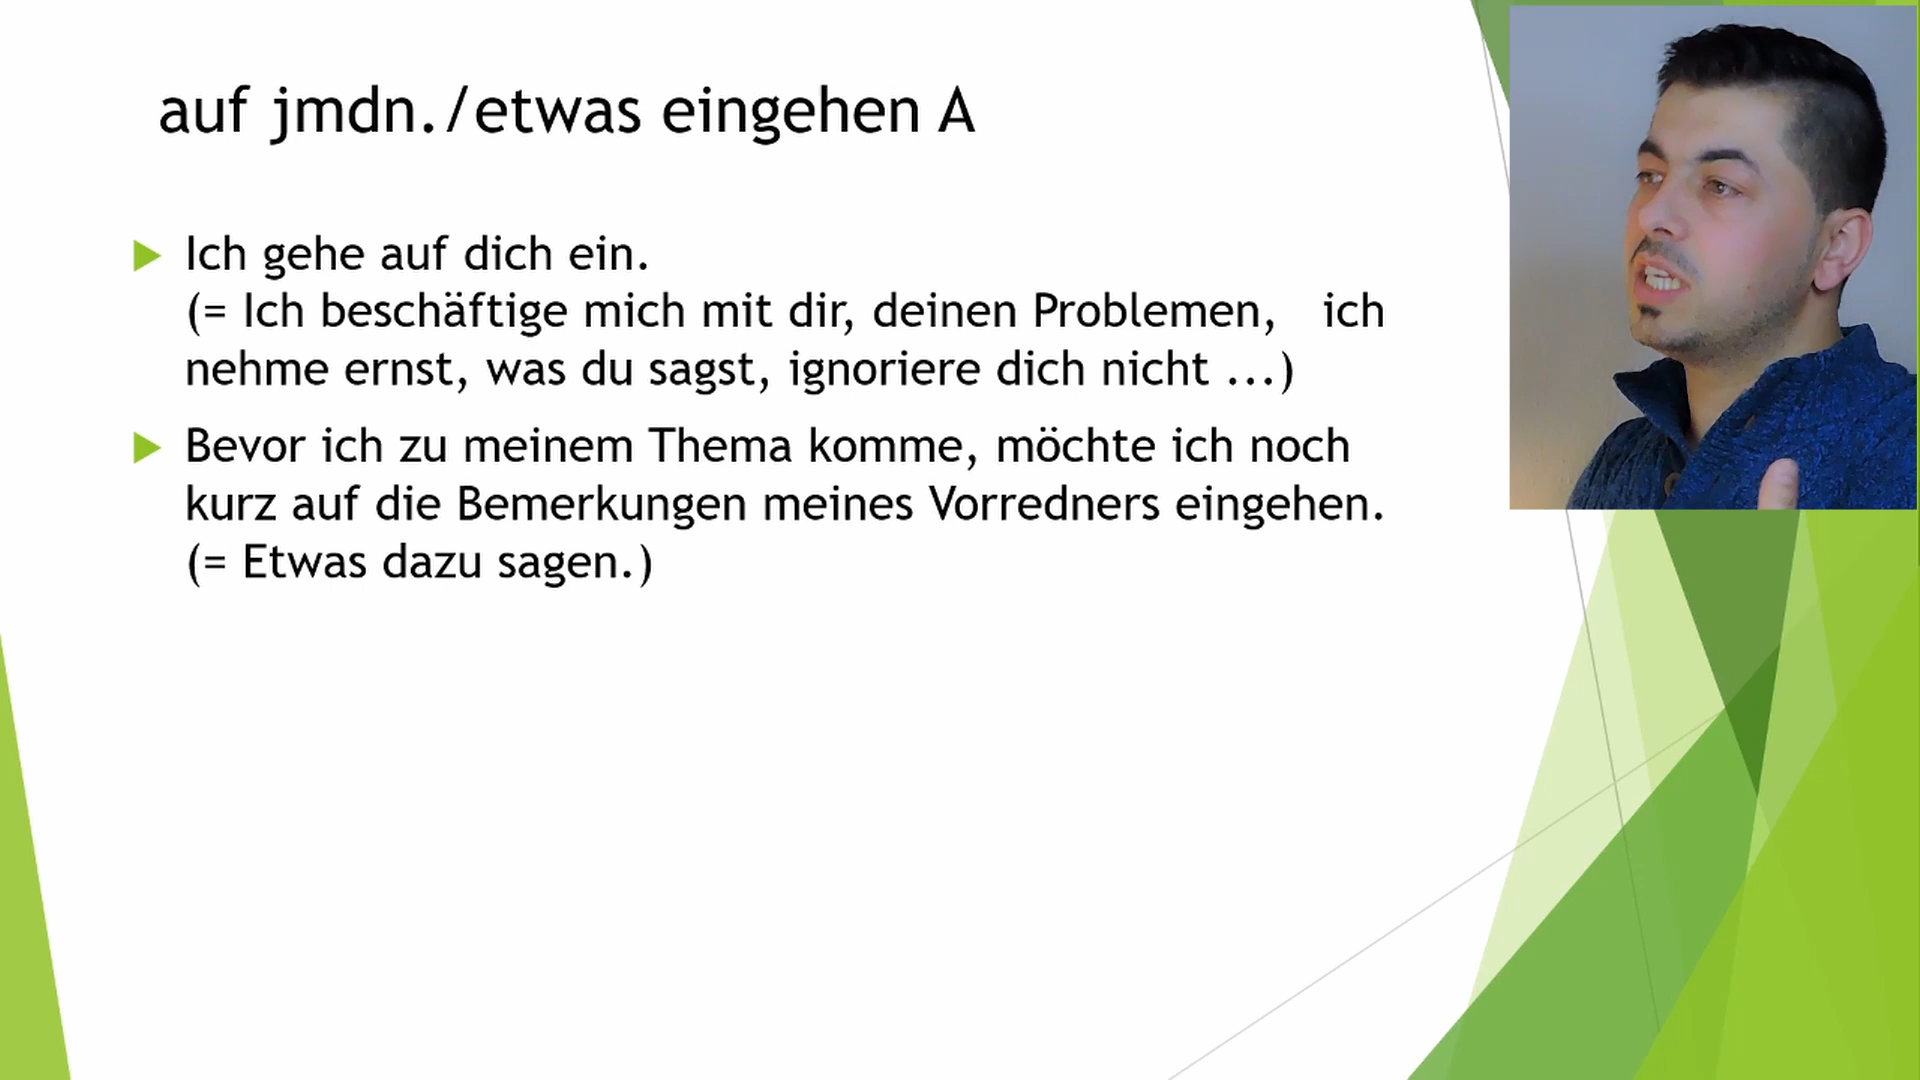 auf jmdn./etwas eingehen A
Ich gehe auf dich ein.
(= Ich beschäftige mich mit dir, deinen Problemen, ich
nehme ernst, was du sagst, ignoriere dich nicht ...)
Bevor ich zu meinem Thema komme, möchte ich noch
kurz auf die Bemerkungen meines Vorredners eingehen.
(= Etwas dazu sagen.)